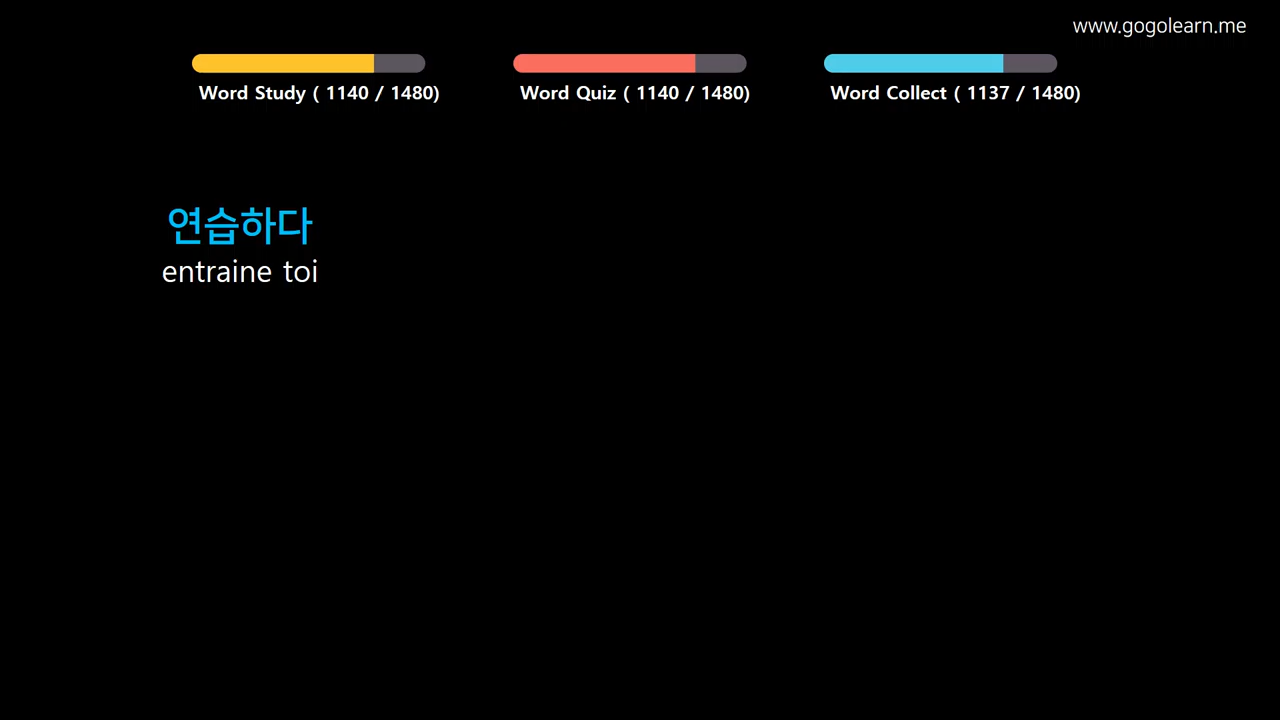 www.gogolearn.me
Word Study ( 1140 / 1480)
Word Quiz ( 1140 / 1480)
Word Collect ( 1137 / 1480)
연습하다
entraine toi